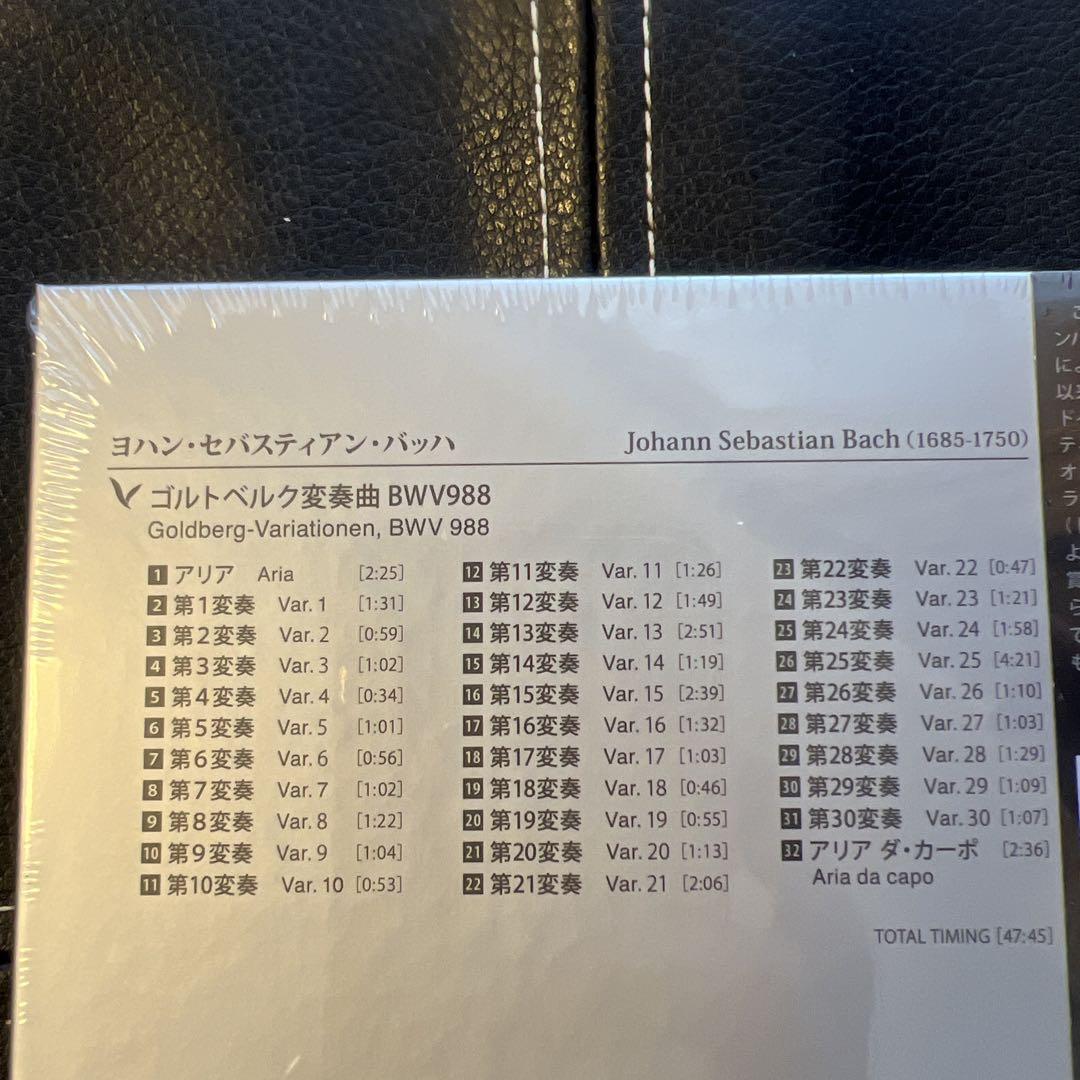 ヨハン・セバスティアン・バッハ Johann Sebastian Bach (1685-1750)
ゴルトベルク変奏曲 BWV988
Goldberg-Variationen, BWV 988
1 アリア Aria [2:25]
2 第1変奏 Var. 1 [1:31]
3 第2変奏 Var. 2 [0:59]
4 第3変奏 Var. 3 [1:02]
5 第4変奏 Var. 4 [0:34]
6 第5変奏 Var. 5 [1:01]
7 第6変奏 Var. 6 [0:56]
8 第7変奏 Var. 7 [1:02]
9 第8変奏 Var. 8 [1:22]
10 第9変奏 Var. 9 [1:04]
11 第10変奏 Var. 10 [0:53]
12 第11変奏 Var. 11 [1:26]
13 第12変奏 Var. 12 [1:49]
14 第13変奏 Var. 13 [2:51]
15 第14変奏 Var. 14 [1:19]
16 第15変奏 Var. 15 [2:39]
17 第16変奏 Var. 16 [1:32]
18 第17変奏 Var. 17 [1:03]
19 第18変奏 Var. 18 [0:46]
20 第19変奏 Var. 19 [0:55]
21 第20変奏 Var. 20 [1:13]
22 第21変奏 Var. 21 [2:06]
23 第22変奏 Var. 22 [0:47]
24 第23変奏 Var. 23 [1:21]
25 第24変奏 Var. 24 [1:58]
26 第25変奏 Var. 25 [4:21]
27 第26変奏 Var. 26 [1:10]
28 第27変奏 Var. 27 [1:03]
29 第28変奏 Var. 28 [1:29]
30 第29変奏 Var. 29 [1:09]
31 第30変奏 Var. 30 [1:07]
32 アリア ダ・カーポ [2:36]
Aria da capo
TOTAL TIMING [47:45]